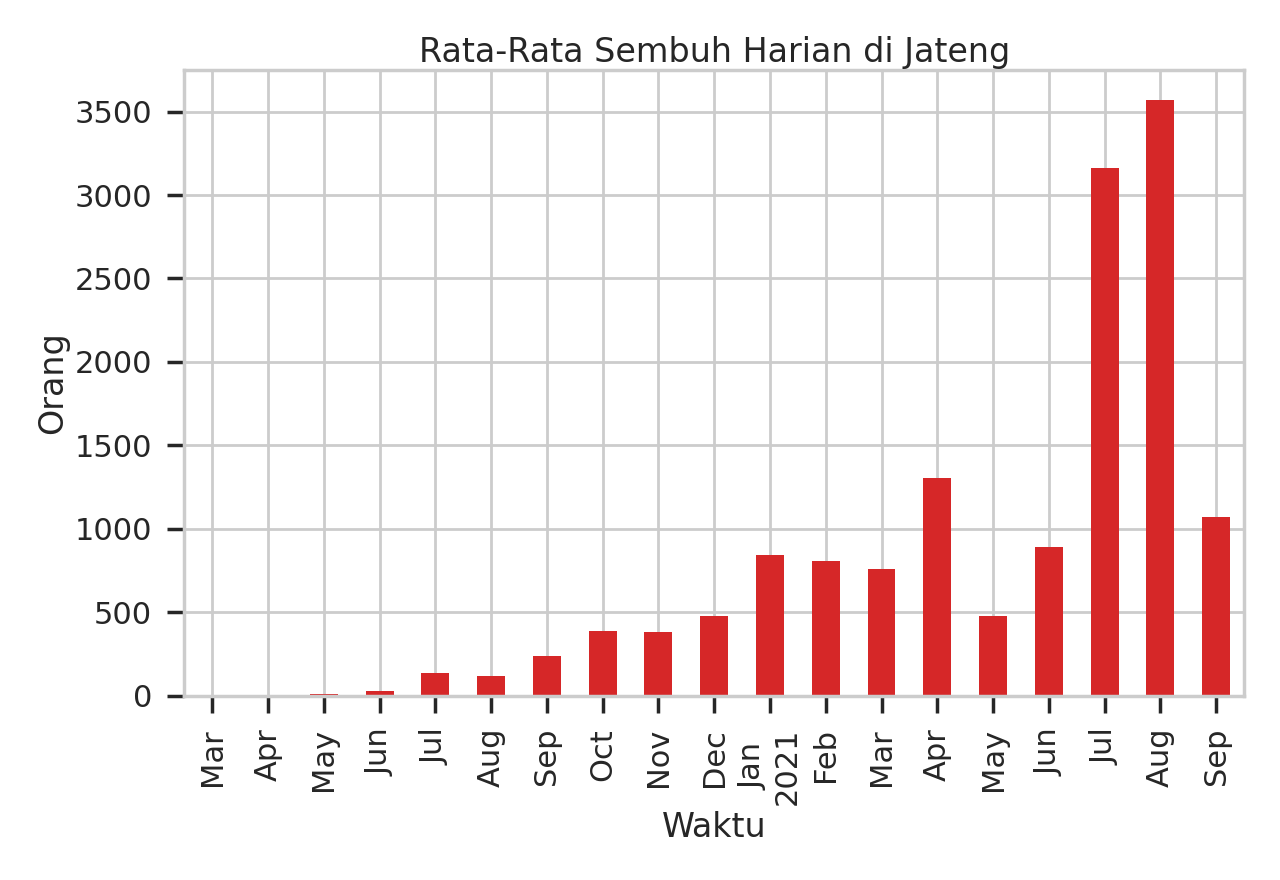 Rata-Rata Sembuh Harian di Jateng
Orang
3500
3000
2500
2000
1500
1000
500
0
Mar
Apr
May
Jun
Jul
Aug
Sep
Oct
Nov
Dec
Jan
2021
Feb
Mar
Apr
May
Jun
Jul
Aug
Sep
Waktu